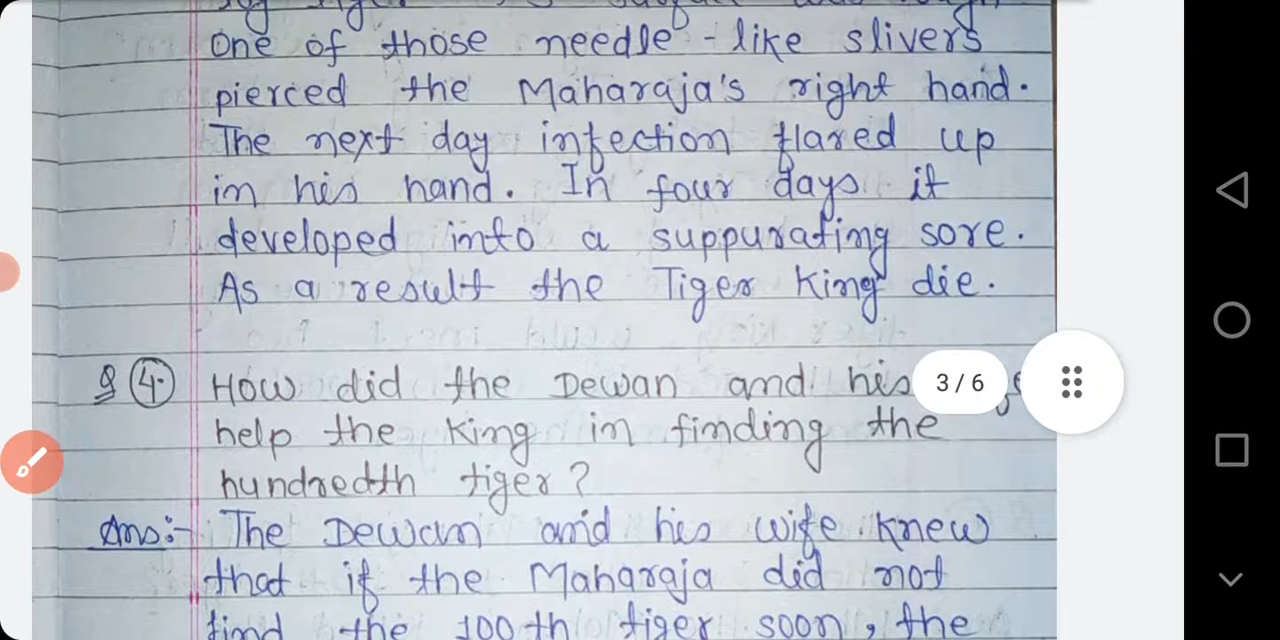 One of those needle-like slivers
pierced the Maharaja's right hand.
The next day infection flared up
in his hand. In four days it
developed into a suppurating sore.
As a result the Tiger King die.
Q 4. How did the Dewan and his
3/6
help the King in finding the
hundredth tiger?
Ans:- The Dewan and his wife knew
that if the Maharaja did not
find the 100th tiger soon, the